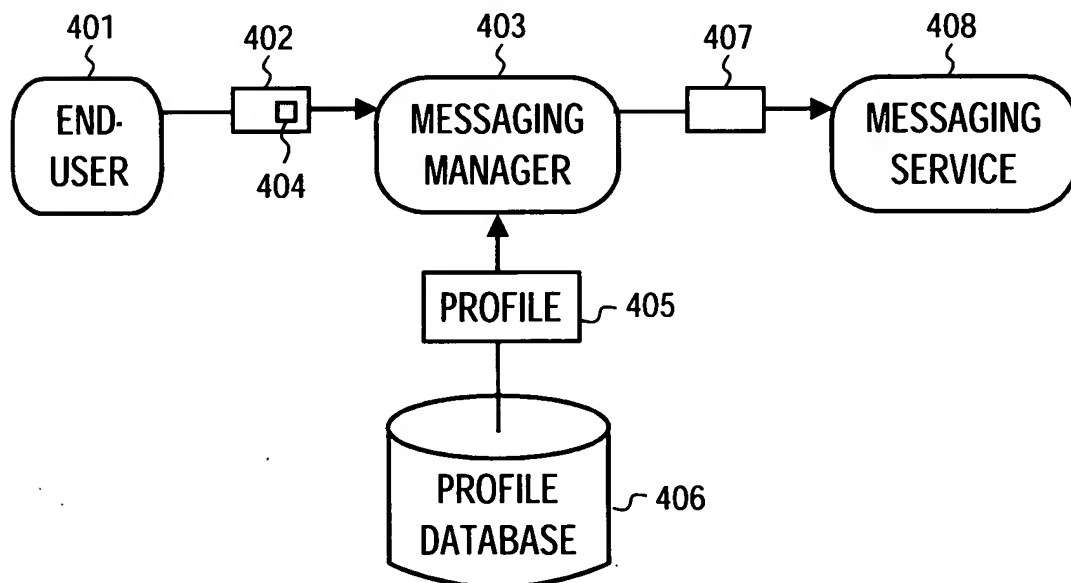 401
402
403
407
408
END-
USER
404
MESSAGING
MANAGER
MESSAGING
SERVICE
PROFILE
405
PROFILE
DATABASE
406